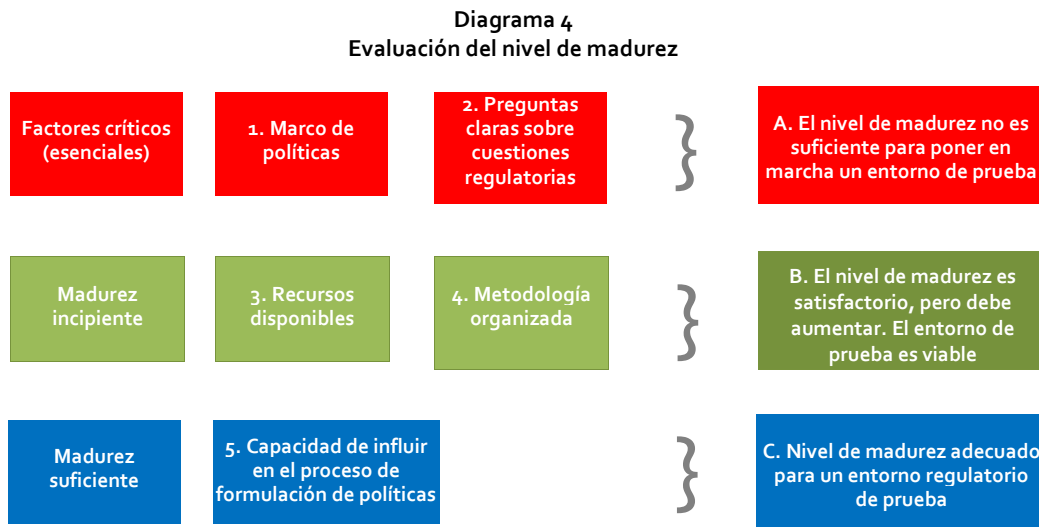 Diagrama 4
Evaluación del nivel de madurez
Factores críticos
(esenciales)
1. Marco de
políticas
2. Preguntas
claras sobre
cuestiones
regulatorias
}
A. El nivel de madurez no es
suficiente para poner en
marcha un entorno de prueba
Madurez
incipiente
3. Recursos
disponibles
4. Metodología
organizada
}
B. El nivel de madurez es
satisfactorio, pero debe
aumentar. El entorno de
prueba es viable
Madurez
suficiente
5. Capacidad de influir
en el proceso de
formulación de políticas
}
C. Nivel de madurez adecuado
para un entorno regulatorio
de prueba